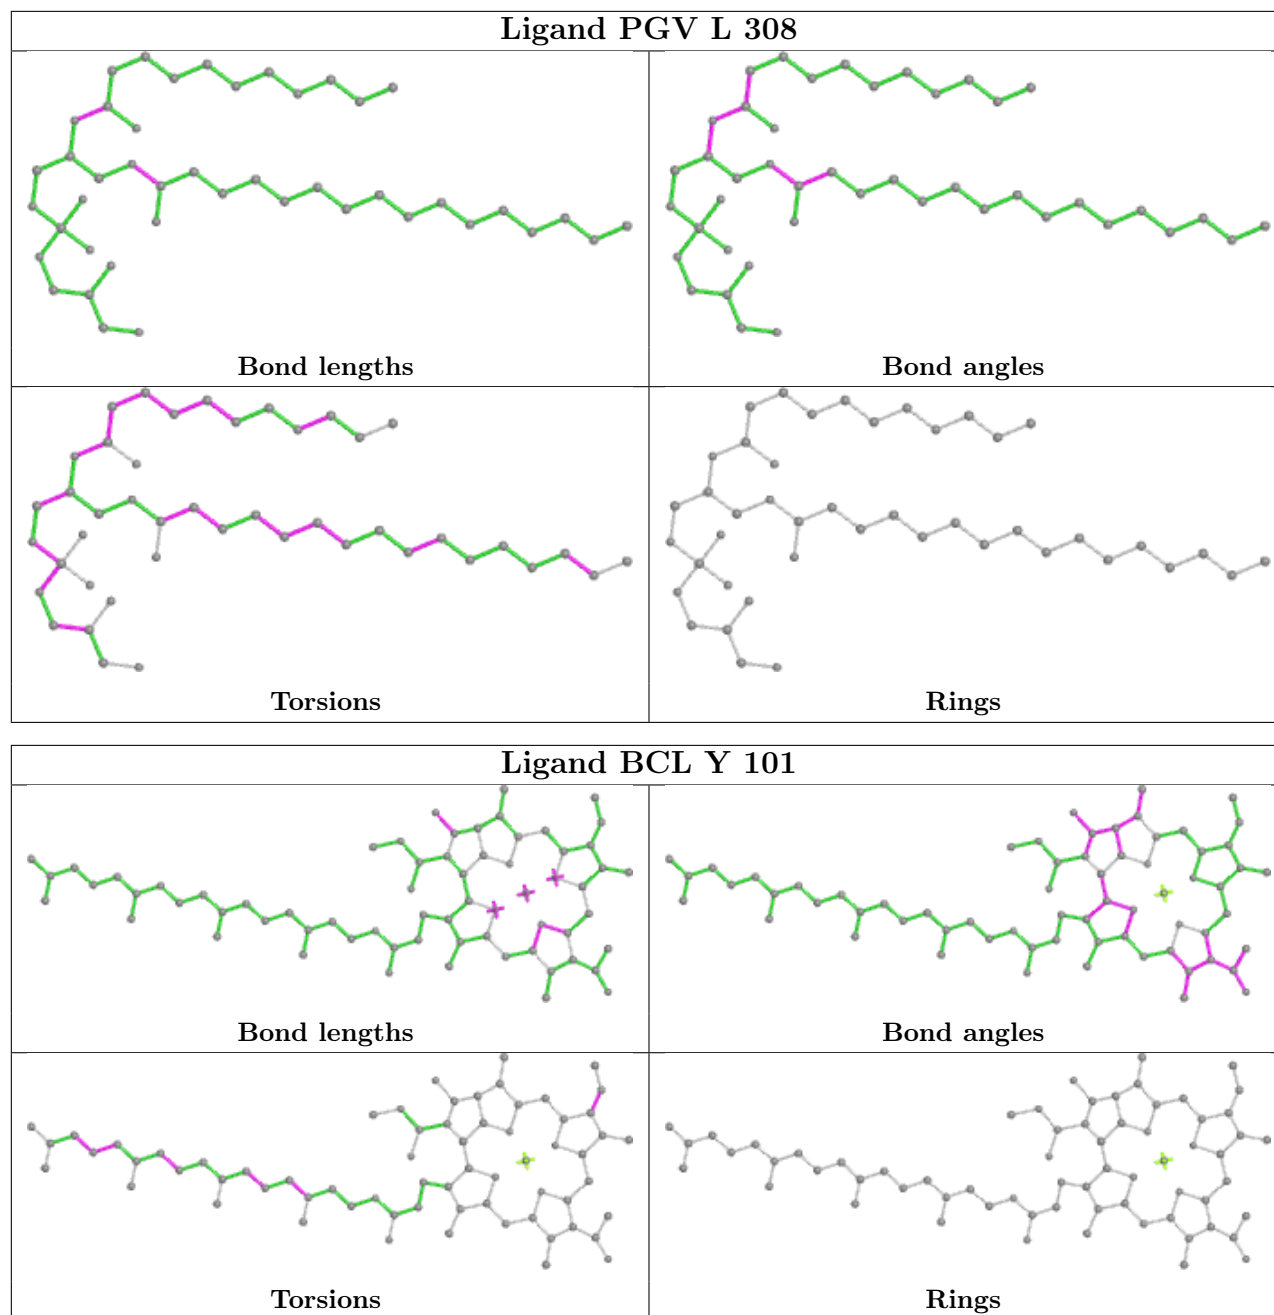 Ligand PGV L 308
Bond lengths
Bond angles
Torsions
Rings
Ligand BCL Y 101
Bond lengths
Bond angles
Torsions
Rings